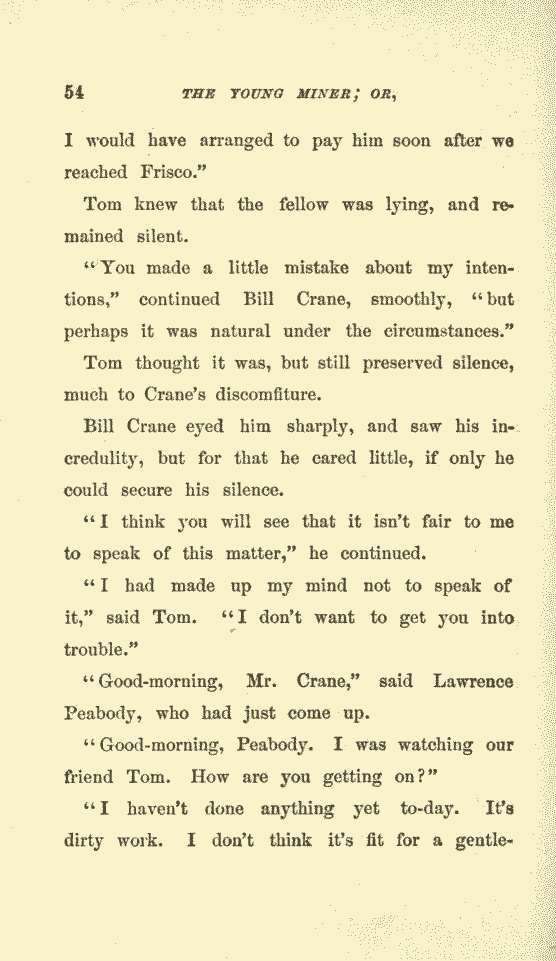 54 THE YOUNG MINER; OR,
I would have arranged to pay him soon after we
reached Frisco.”
Tom knew that the fellow was lying, and re-
mained silent.
“You made a little mistake about my inten-
tions,” continued Bill Crane, smoothly, “but
perhaps it was natural under the circumstances.”
Tom thought it was, but still preserved silence,
much to Crane’s discomfiture.
Bill Crane eyed him sharply, and saw his in-
credulity, but for that he cared little, if only he
could secure his silence.
“I think you will see that it isn’t fair to me
to speak of this matter,” he continued.
“I had made up my mind not to speak of
it,” said Tom. “I don’t want to get you into
trouble.”
“Good-morning, Mr. Crane,” said Lawrence
Peabody, who had just come up.
“Good-morning, Peabody. I was watching our
friend Tom. How are you getting on?”
“I haven’t done anything yet to-day. It’s
dirty work. I don’t think it’s fit for a gentle-